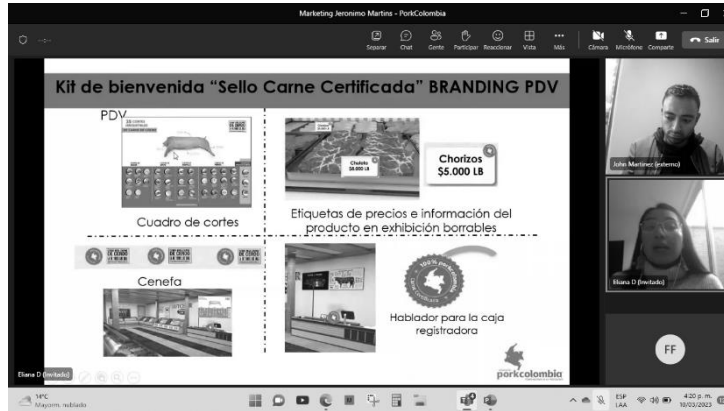 Marketing Jeronimo Martins - PorkColombia
Separar Chat Gente Participar Reaccionar Vista Más Cámara Micrófono Compartir Salir
Kit de bienvenida “Sello Carne Certificada” BRANDING PDV
PDV
Cuadro de cortes
Chuleta
Chorizos
$5.000 LB
Etiquetas de precios e información del
producto en exhibición borrables
Cenefa
100% porkcolombia
Hablador para la caja
registradora
porkcolombia
John Martinez (externo)
Eliana D (Invitado)
FF
Eliana D (Invitado)
14°C
Mayorm. nublado
ESP
LAA
4:20 p. m.
10/03/2023